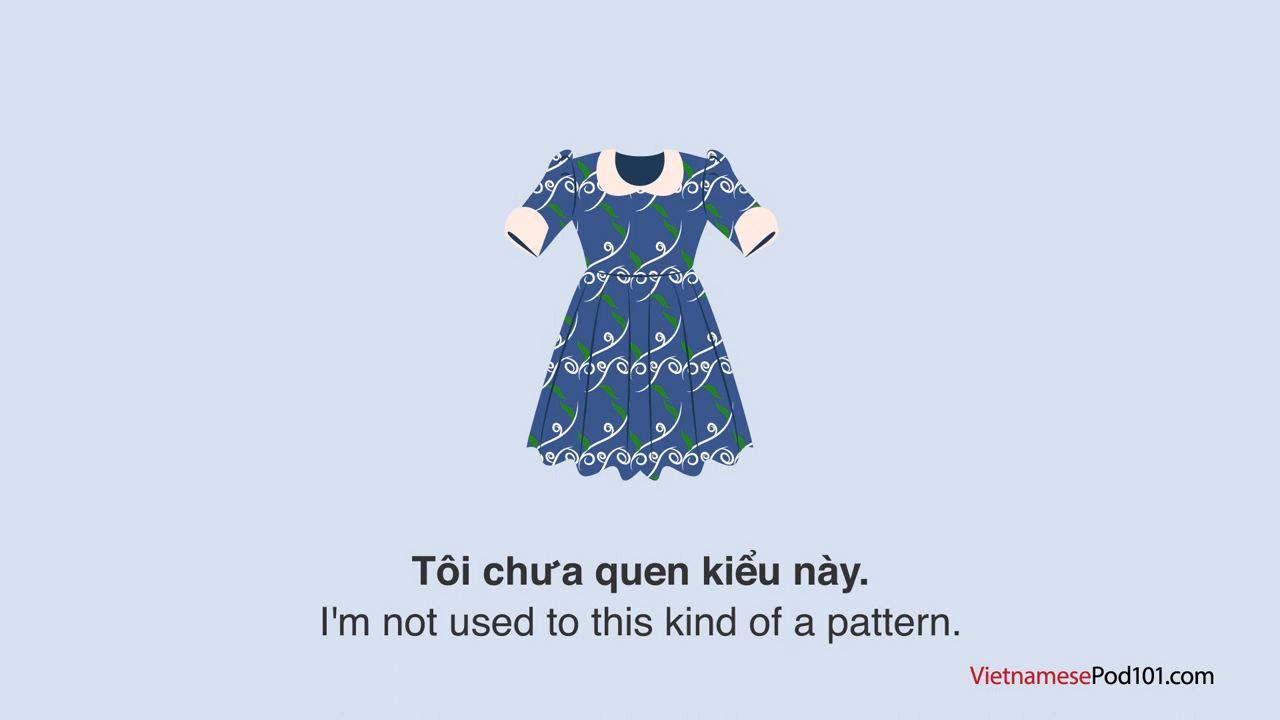 Tôi chưa quen kiểu này.
I'm not used to this kind of a pattern.
VietnamesePod101.com